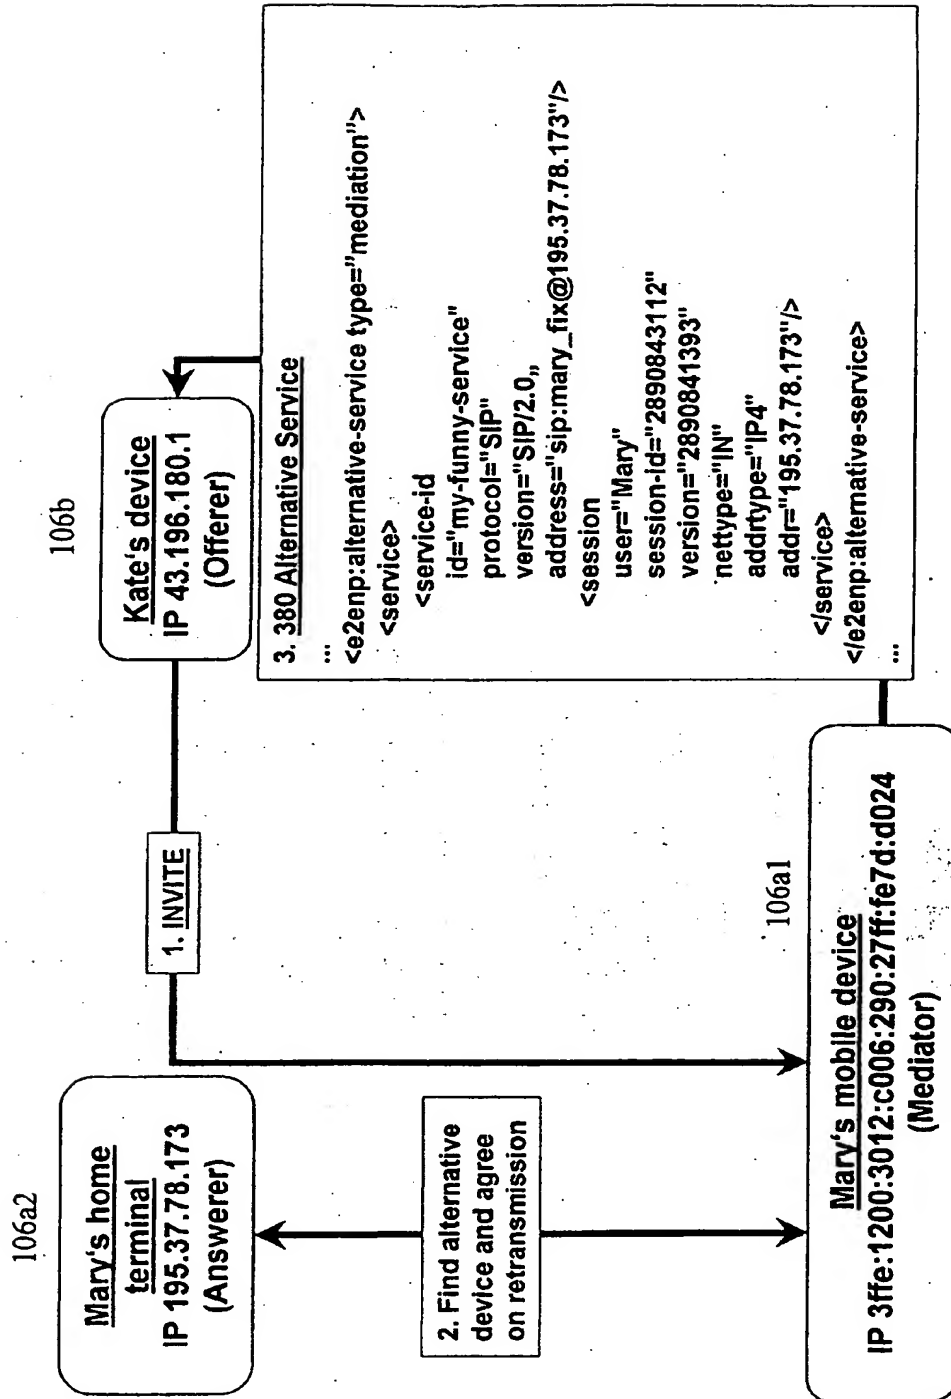 106a2
Mary's home
terminal
IP 195.37.78.173
(Answerer)
1. INVITE
106b
Kate's device
IP 43.196.180.1
(Offerer)
2. Find alternative
device and agree
on retransmission
3. 380 Alternative Service
...
<e2enp:alternative-service type="mediation">
<service>
<service-id
id="my-funny-service"
protocol="SIP"
version="SIP/2.0„
address="sip:mary_fix@195.37.78.173"/>
<session
user="Mary"
session-id="2890843112"
version="2890841393"
nettype="IN"
addrtype="IP4"
addr="195.37.78.173"/>
</service>
</e2enp:alternative-service>
...
106a1
Mary's mobile device
IP 3ffe:1200:3012:c006:290:27ff:fe7d:d024
(Mediator)